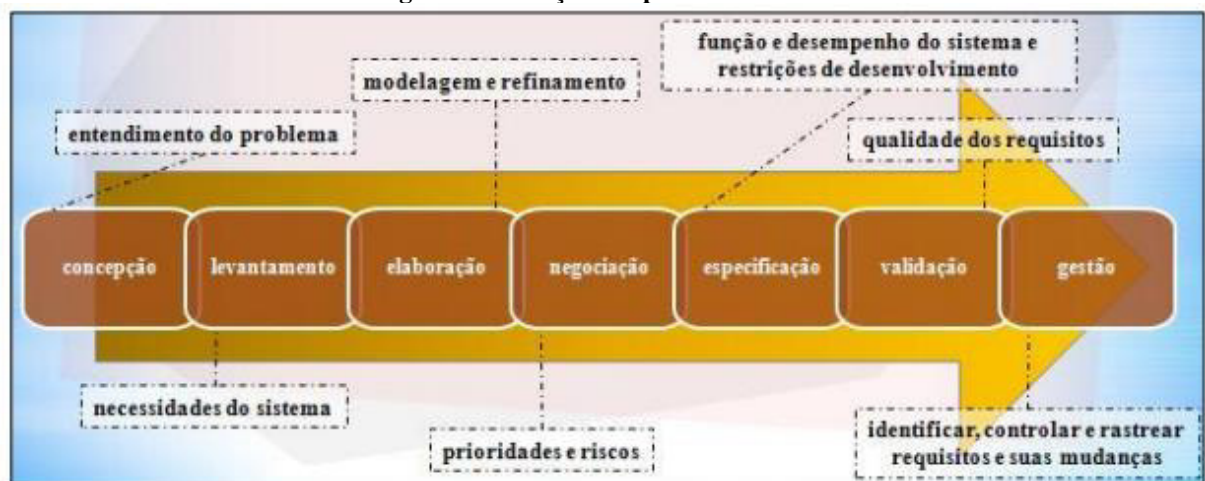 função e desempenho do sistema e
restrições de desenvolvimento
modelagem e refinamento
entendimento do problema
qualidade dos requisitos
concepção
levantamento
elaboração
negociação
especificação
validação
gestão
necessidades do sistema
prioridades e riscos
identificar, controlar e rastrear
requisitos e suas mudanças